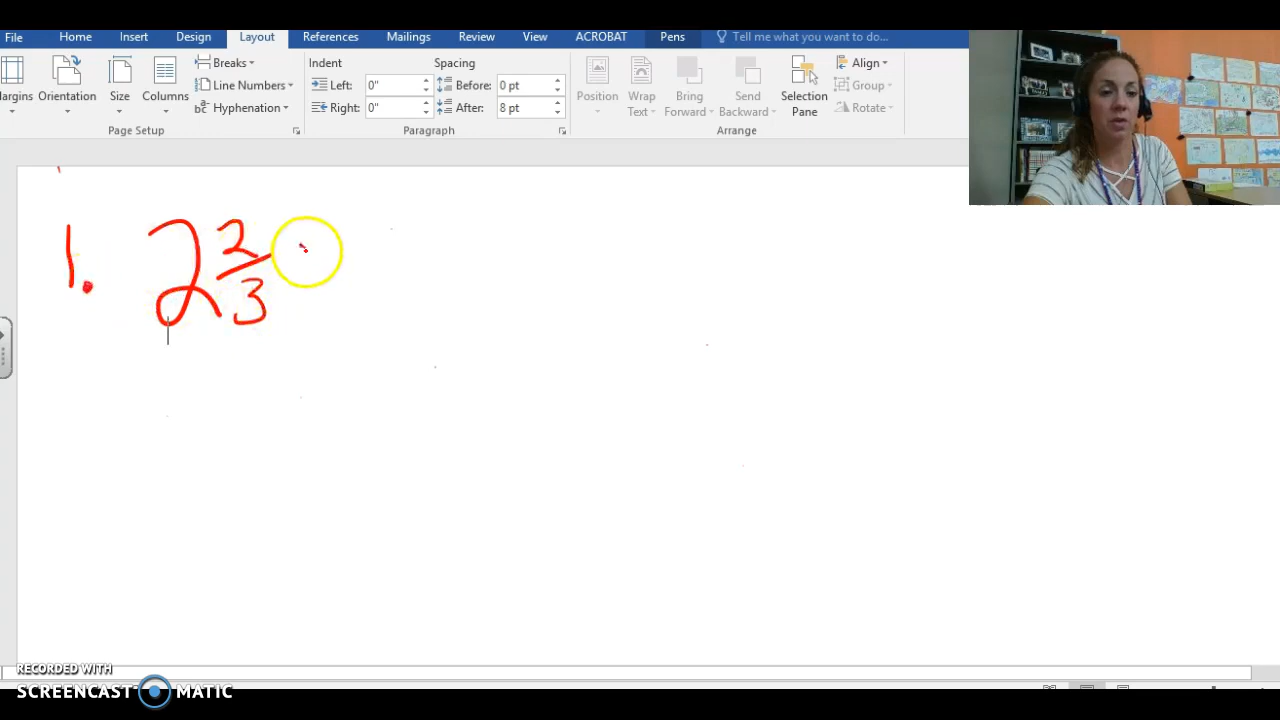 File Home Insert Design Layout References Mailings Review View ACROBAT Pens Tell me what you want to do...
Breaks
Line Numbers
Hyphenation
Orientation Size Columns
Page Setup
Indent Spacing
Left: 0" Before: 0 pt
Right: 0" After: 8 pt
Paragraph
Position Wrap Text Bring Forward Send Backward Selection Pane
Align
Group
Rotate
Arrange
1. 2 2/3
RECORDED WITH
SCREENCAST MATIC